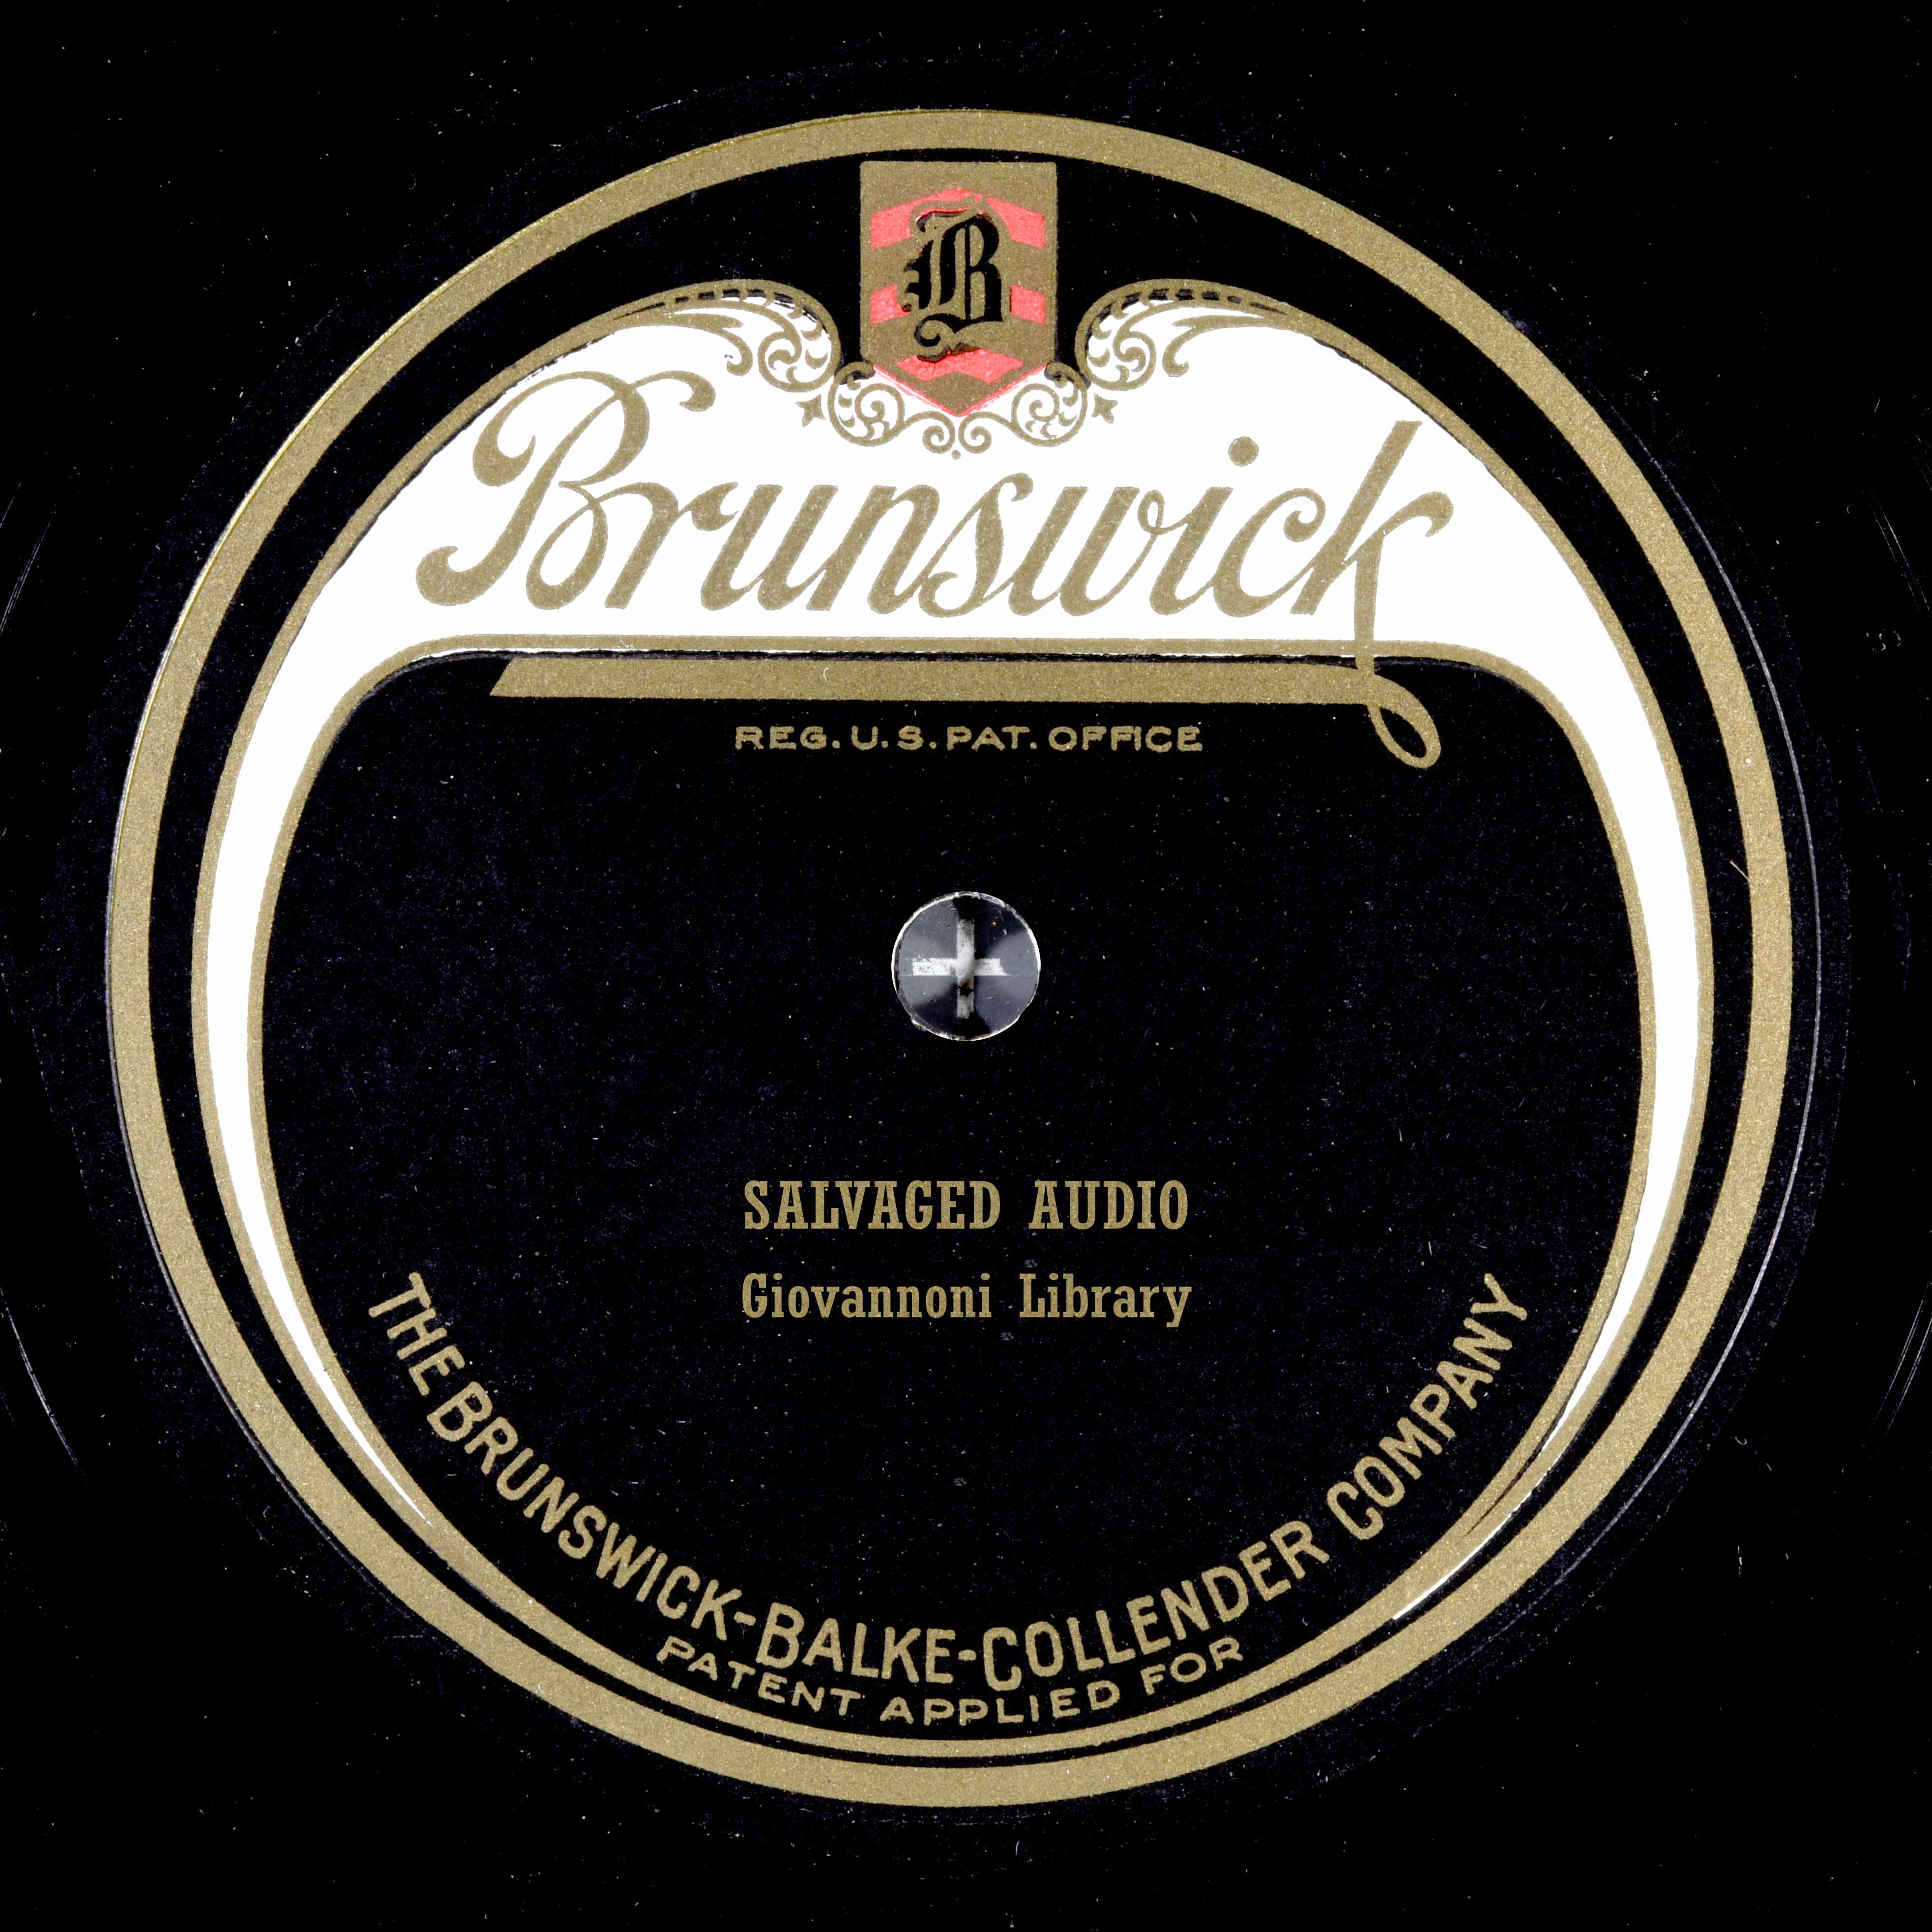 B
Brunswick
REG. U.S. PAT. OFFICE
SALVAGED AUDIO
Giovannoni Library
THE BRUNSWICK-BALKE-COLLENDER COMPANY
PATENT APPLIED FOR